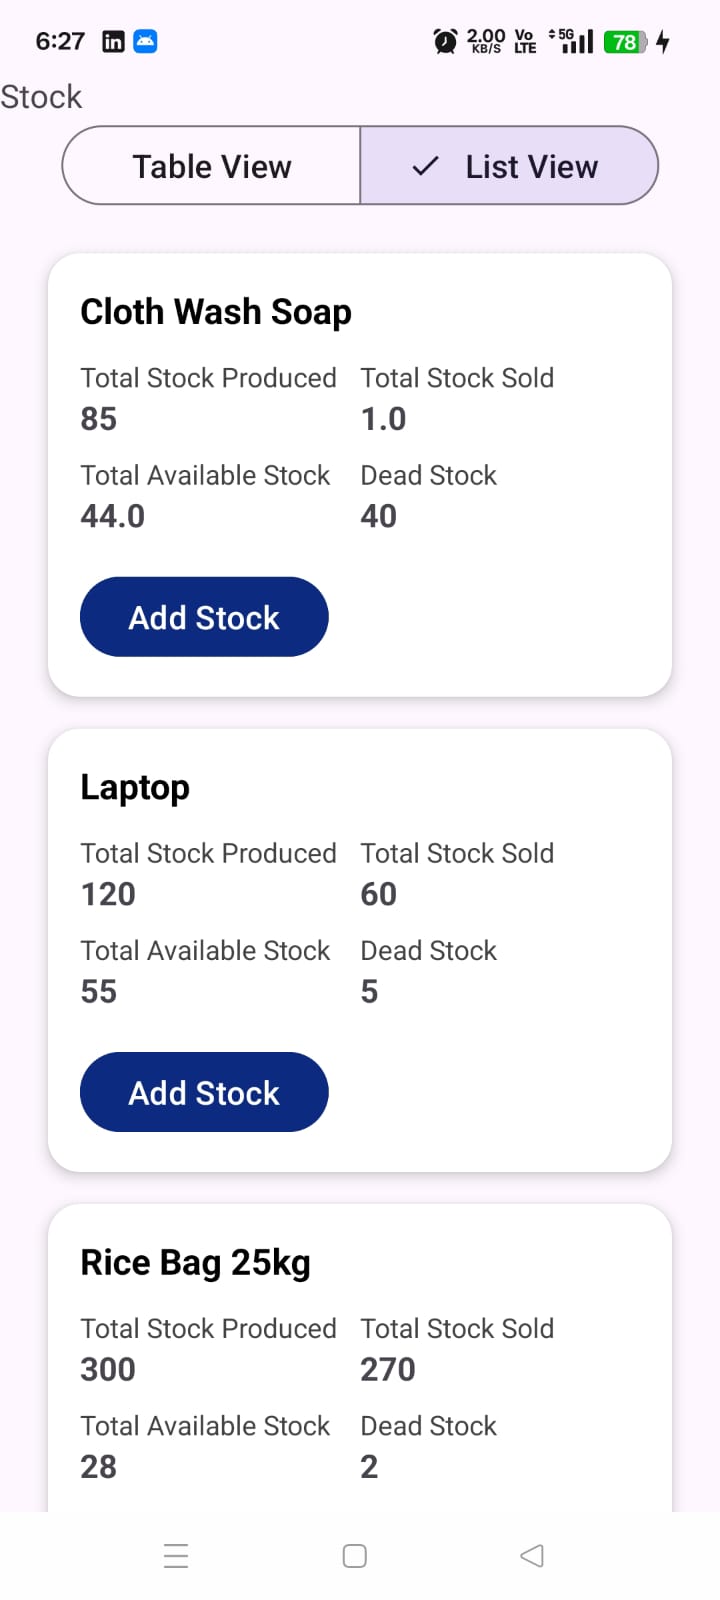 6:27 in 2.00 KB/S Vo LTE 5G 78
Stock
Table View List View
Cloth Wash Soap
Total Stock Produced Total Stock Sold
85 1.0
Total Available Stock Dead Stock
44.0 40
Add Stock
Laptop
Total Stock Produced Total Stock Sold
120 60
Total Available Stock Dead Stock
55 5
Add Stock
Rice Bag 25kg
Total Stock Produced Total Stock Sold
300 270
Total Available Stock Dead Stock
28 2